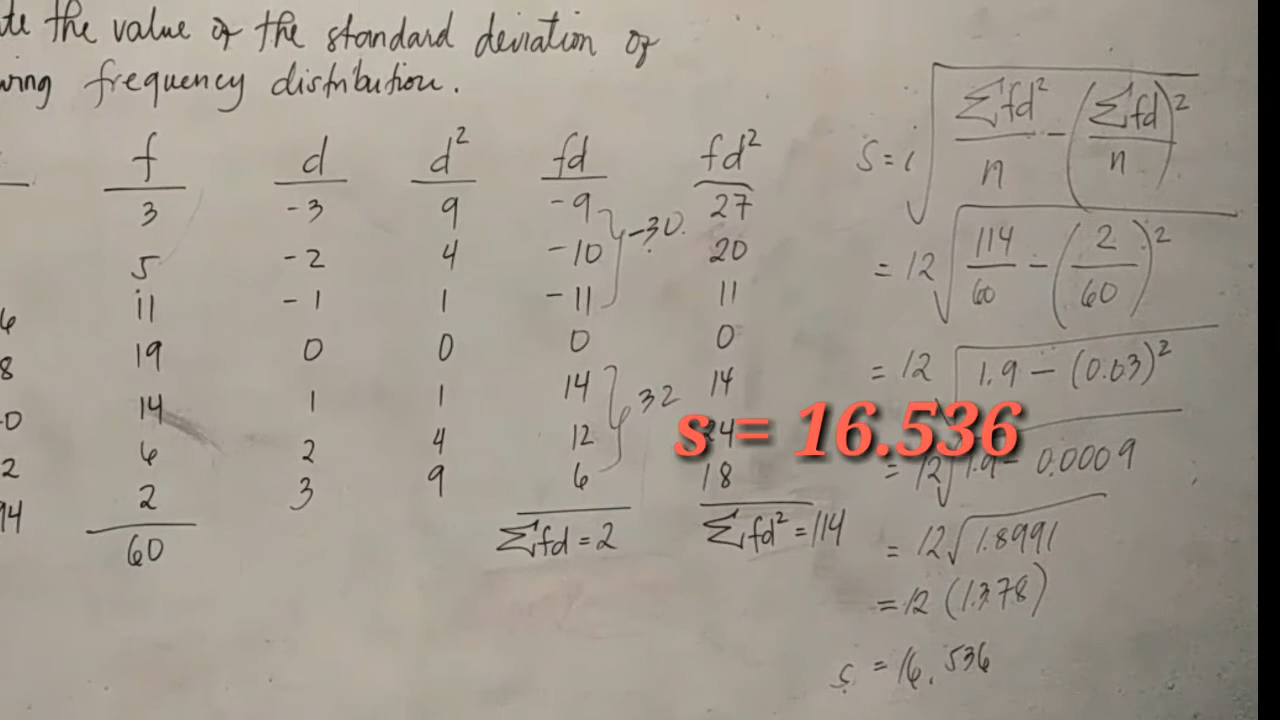 the value of the standard deviation of
frequency distribution.
f d d² fd fd²
3 -3 9 -9 27
5 -2 4 -10 20
-30.
11 -1 1 -11 11
19 0 0 0 0
14 1 1 14 14
32
6 2 4 12 24
2 3 9 6 18
60 Σfd = 2 Σfd² = 114
s = i √(Σfd²/n - (Σfd/n)²)
= 12 √(114/60 - (2/60)²)
= 12 √(1.9 - (0.03)²)
= 12 √(1.9 - 0.0009)
= 12 √1.8991
= 12 (1.378)
s = 16.536
s = 16.536